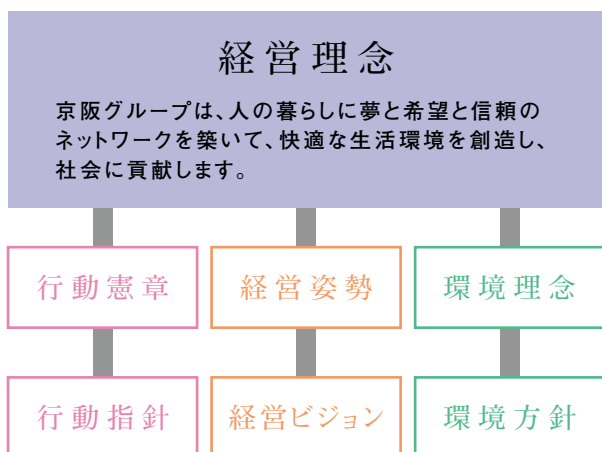 経営理念
京阪グループは、人の暮らしに夢と希望と信頼の
ネットワークを築いて、快適な生活環境を創造し、
社会に貢献します。
行動憲章
経営姿勢
環境理念
行動指針
経営ビジョン
環境方針